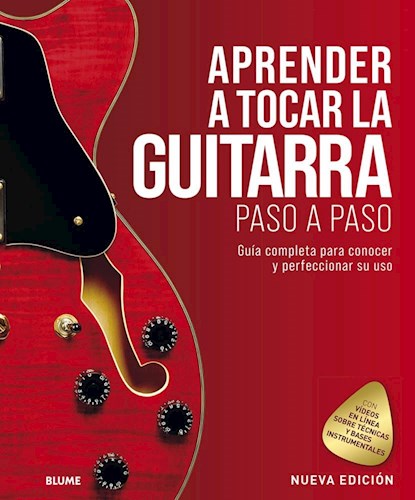 APRENDER
A TOCAR LA
GUITARRA
PASO A PASO
Guía completa para conocer
y perfeccionar su uso
CON
VÍDEOS
EN LÍNEA
SOBRE TÉCNICAS
Y BASES
INSTRUMENTALES
BLUME
NUEVA EDICIÓN